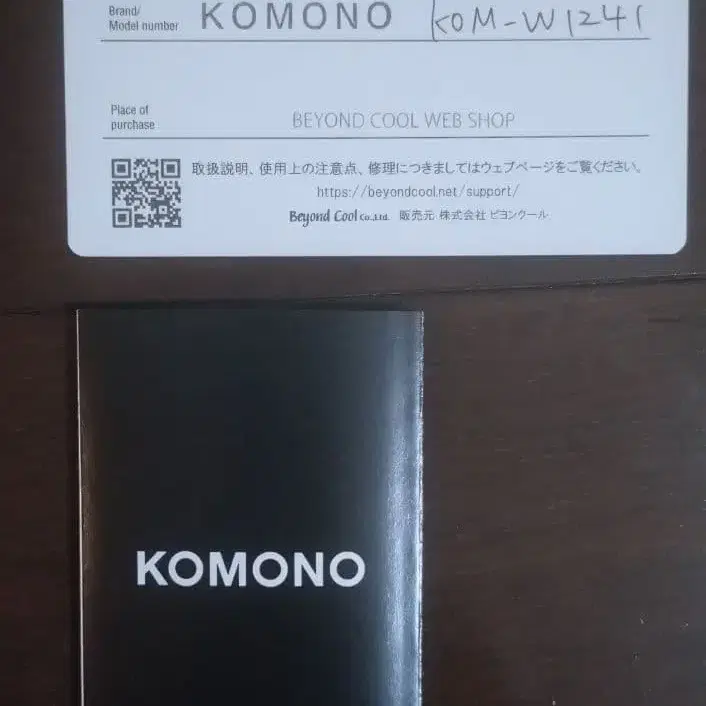 Brand/
Model number KOMONO KOM-W1241
Place of
purchase BEYOND COOL WEB SHOP
取扱説明、使用上の注意点、修理につきましてはウェブページをご覧ください。
https://beyondcool.net/support/
Beyond Cool Co.,Ltd. 販売元 株式会社 ビヨンクール
KOMONO